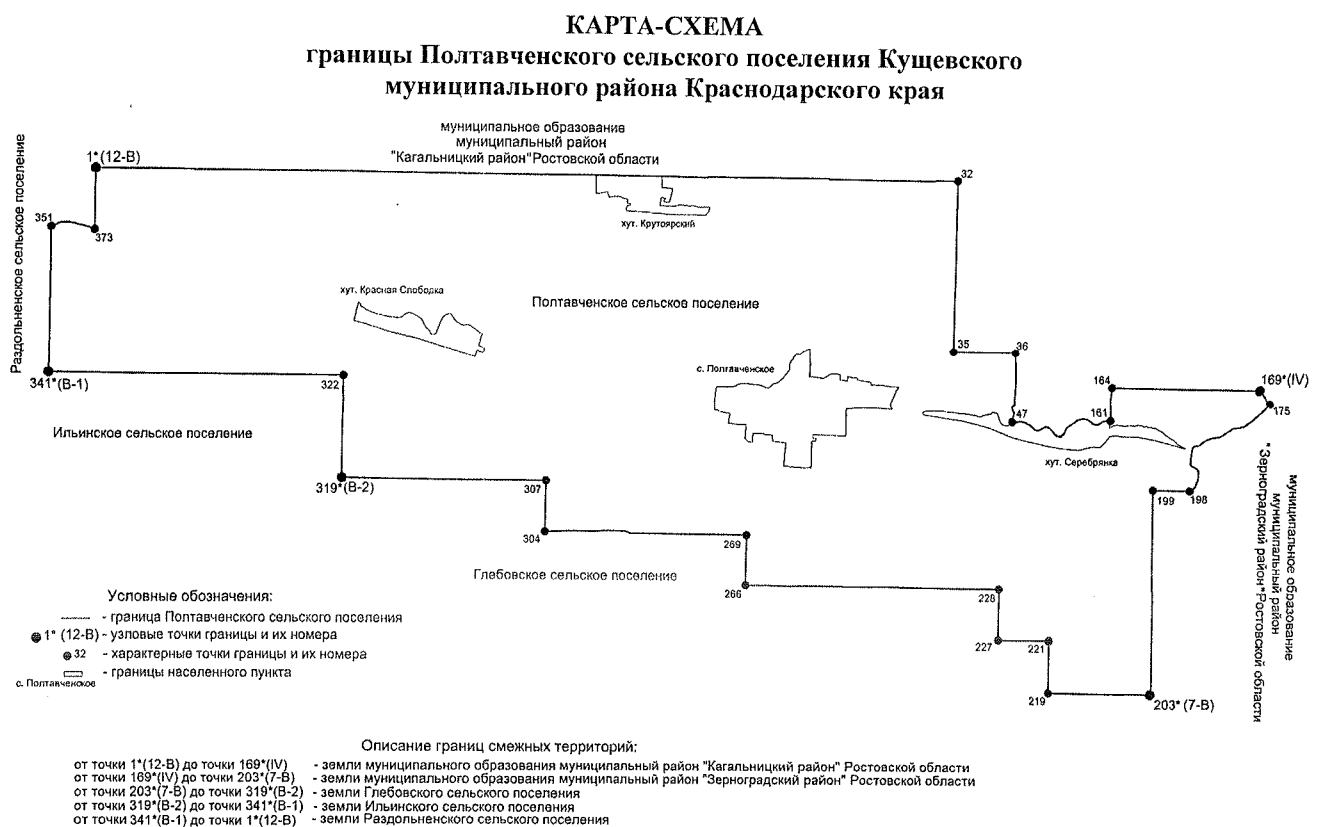 КАРТА-СХЕМА
границы Полтавченского сельского поселения Кущевского
муниципального района Краснодарского края
муниципальное образование
муниципальный район
"Кагальницкий район"Ростовской области
Раздольненское сельское поселение
1*(12-В)
32
351
373
хут. Крутоярский
хут. Красная Слободка
Полтавченское сельское поселение
35
36
341*(В-1)
322
с. Полтавченское
164
169*(IV)
175
47
161
Ильинское сельское поселение
хут. Серебрянка
319*(В-2)
307
199
198
муниципальное образование
муниципальный район
"Зерноградский район"Ростовской области
304
269
Глебовское сельское поселение
266
228
227
221
219
203*(7-В)
Условные обозначения:
- граница Полтавченского сельского поселения
1* (12-В) - узловые точки границы и их номера
32 - характерные точки границы и их номера
- границы населенного пункта
с. Полтавченское
Описание границ смежных территорий:
от точки 1*(12-В) до точки 169*(IV) - земли муниципального образования муниципальный район "Кагальницкий район" Ростовской области
от точки 169*(IV) до точки 203*(7-В) - земли муниципального образования муниципальный район "Зерноградский район" Ростовской области
от точки 203*(7-В) до точки 319*(В-2) - земли Глебовского сельского поселения
от точки 319*(В-2) до точки 341*(В-1) - земли Ильинского сельского поселения
от точки 341*(В-1) до точки 1*(12-В) - земли Раздольненского сельского поселения